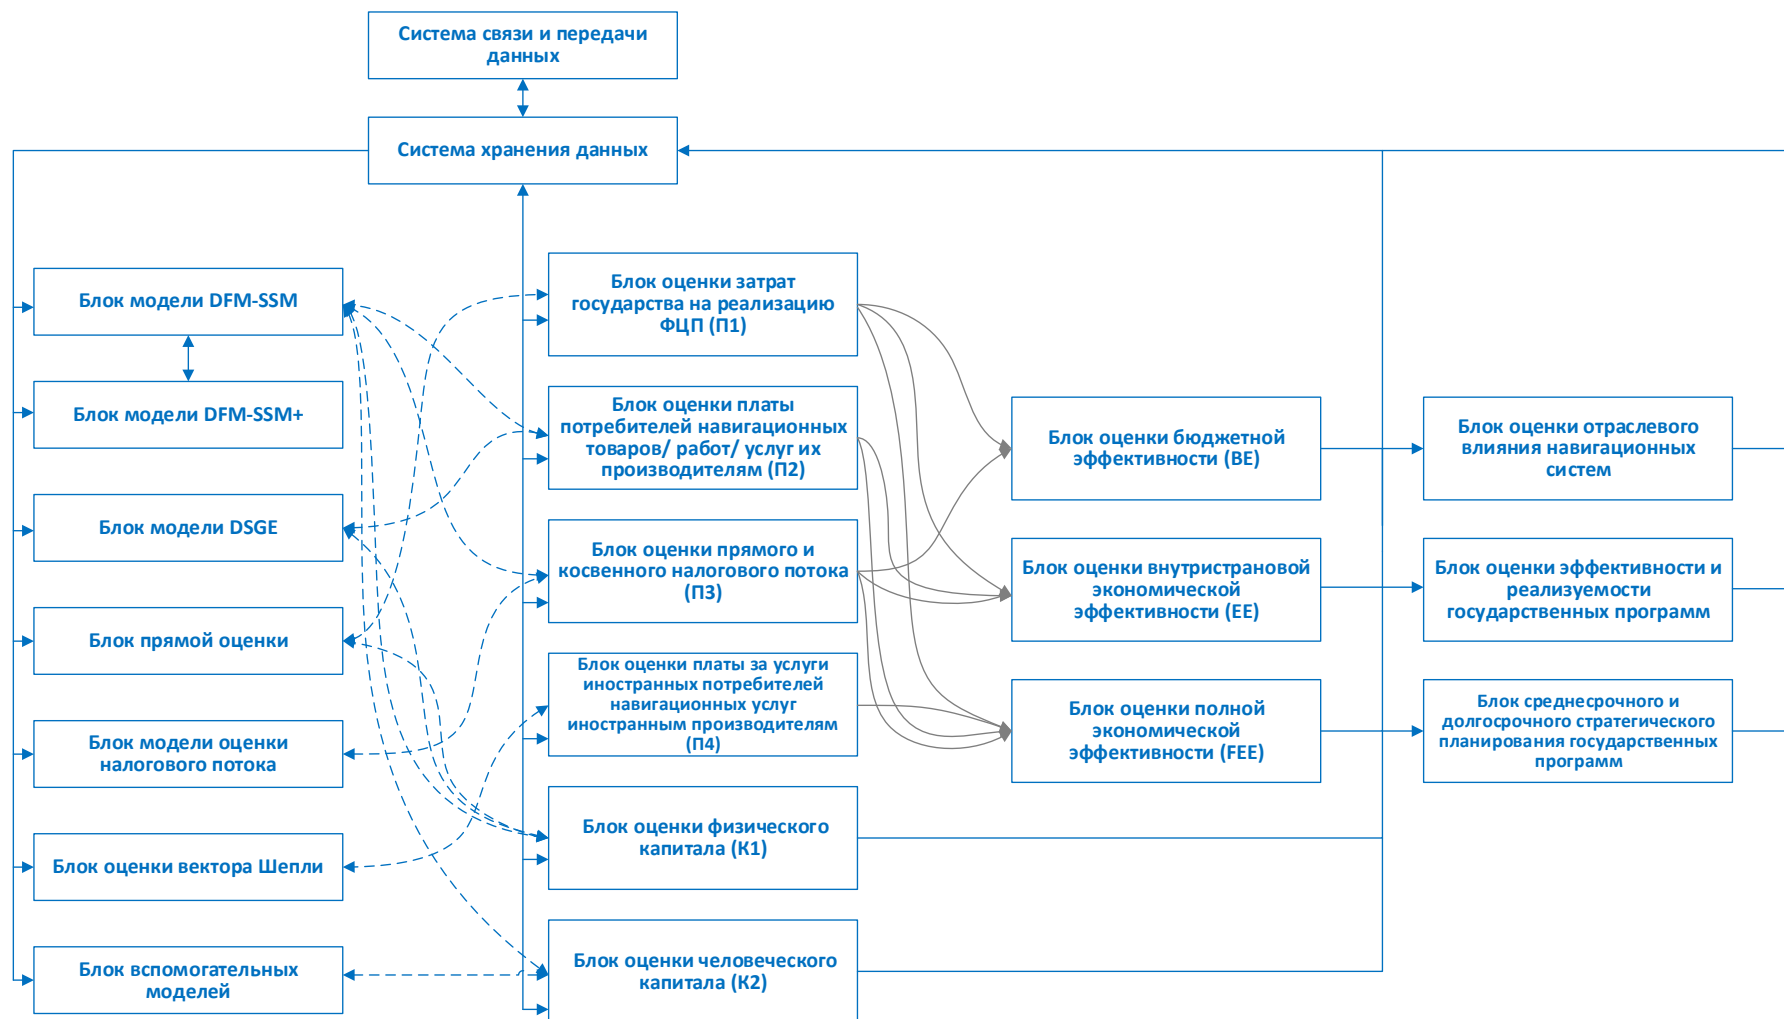 Система связи и передачи
данных
Система хранения данных
Блок модели DFM-SSM
Блок модели DFM-SSM+
Блок модели DSGE
Блок прямой оценки
Блок модели оценки
налогового потока
Блок оценки вектора Шепли
Блок вспомогательных
моделей
Блок оценки затрат
государства на реализацию
ФЦП (П1)
Блок оценки платы
потребителей навигационных
товаров/ работ/ услуг их
производителям (П2)
Блок оценки прямого и
косвенного налогового потока
(П3)
Блок оценки платы за услуги
иностранных потребителей
навигационных услуг
иностранным производителям
(П4)
Блок оценки физического
капитала (К1)
Блок оценки человеческого
капитала (К2)
Блок оценки бюджетной
эффективности (BE)
Блок оценки внутристрановой
экономической
эффективности (EE)
Блок оценки полной
экономической
эффективности (FEE)
Блок оценки отраслевого
влияния навигационных
систем
Блок оценки эффективности и
реализуемости
государственных программ
Блок среднесрочного и
долгосрочного стратегического
планирования государственных
программ